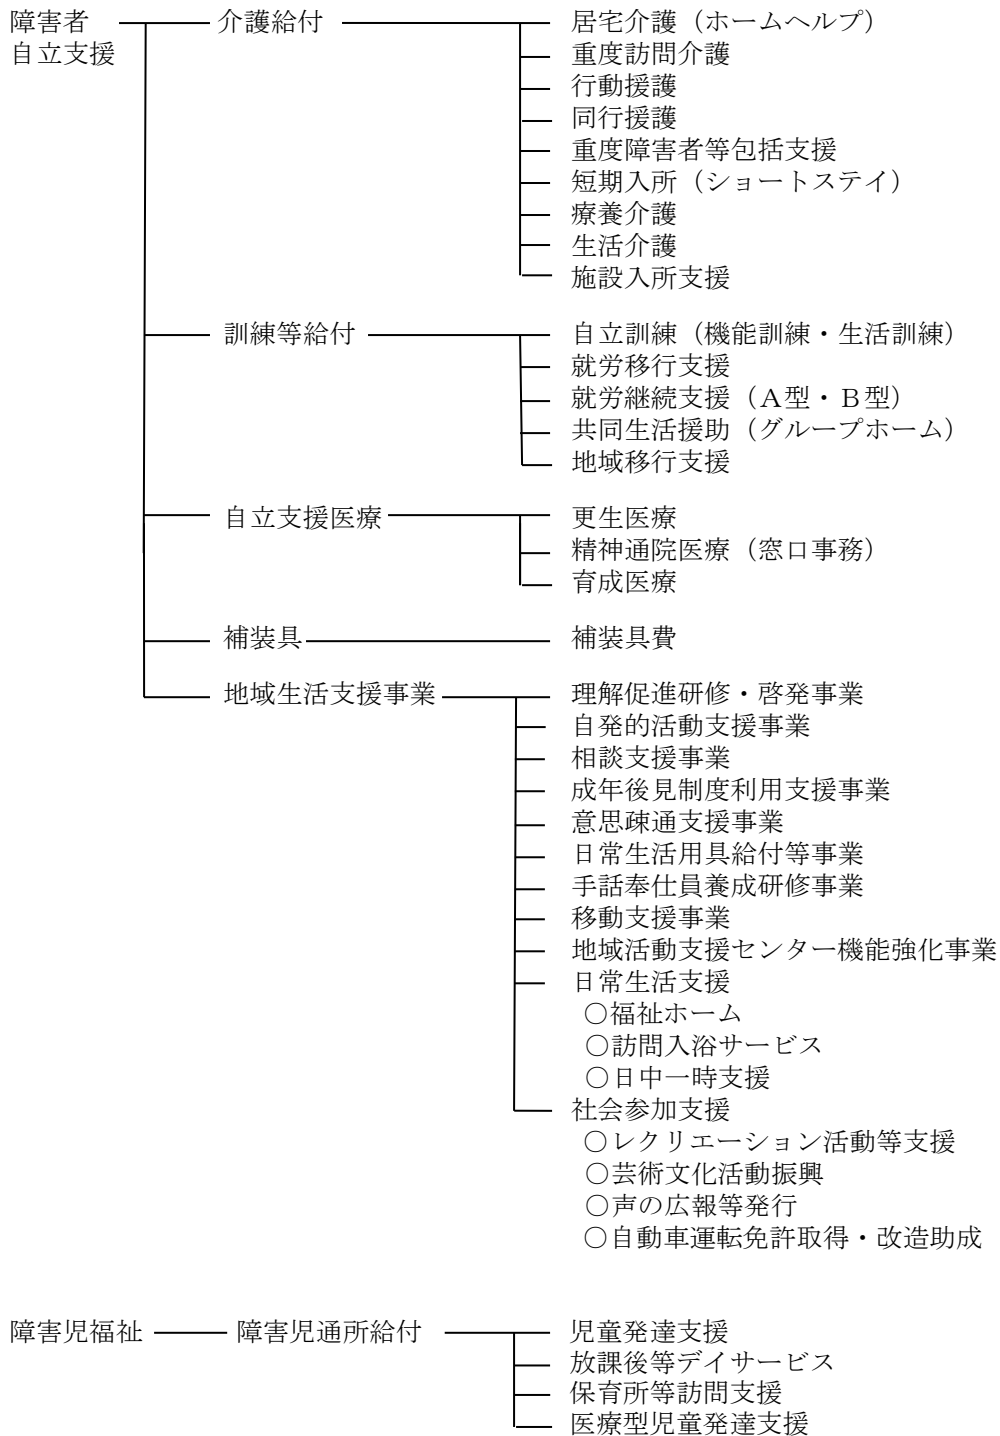 障害者 介護給付 居宅介護（ホームヘルプ）
自立支援 重度訪問介護
行動援護
同行援護
重度障害者等包括支援
短期入所（ショートステイ）
療養介護
生活介護
施設入所支援
訓練等給付 自立訓練（機能訓練・生活訓練）
就労移行支援
就労継続支援（Ａ型・Ｂ型）
共同生活援助（グループホーム）
地域移行支援
自立支援医療 更生医療
精神通院医療（窓口事務）
育成医療
補装具 補装具費
地域生活支援事業 理解促進研修・啓発事業
自発的活動支援事業
相談支援事業
成年後見制度利用支援事業
意思疎通支援事業
日常生活用具給付等事業
手話奉仕員養成研修事業
移動支援事業
地域活動支援センター機能強化事業
日常生活支援
○福祉ホーム
○訪問入浴サービス
○日中一時支援
社会参加支援
○レクリエーション活動等支援
○芸術文化活動振興
○声の広報等発行
○自動車運転免許取得・改造助成
障害児福祉 障害児通所給付 児童発達支援
放課後等デイサービス
保育所等訪問支援
医療型児童発達支援